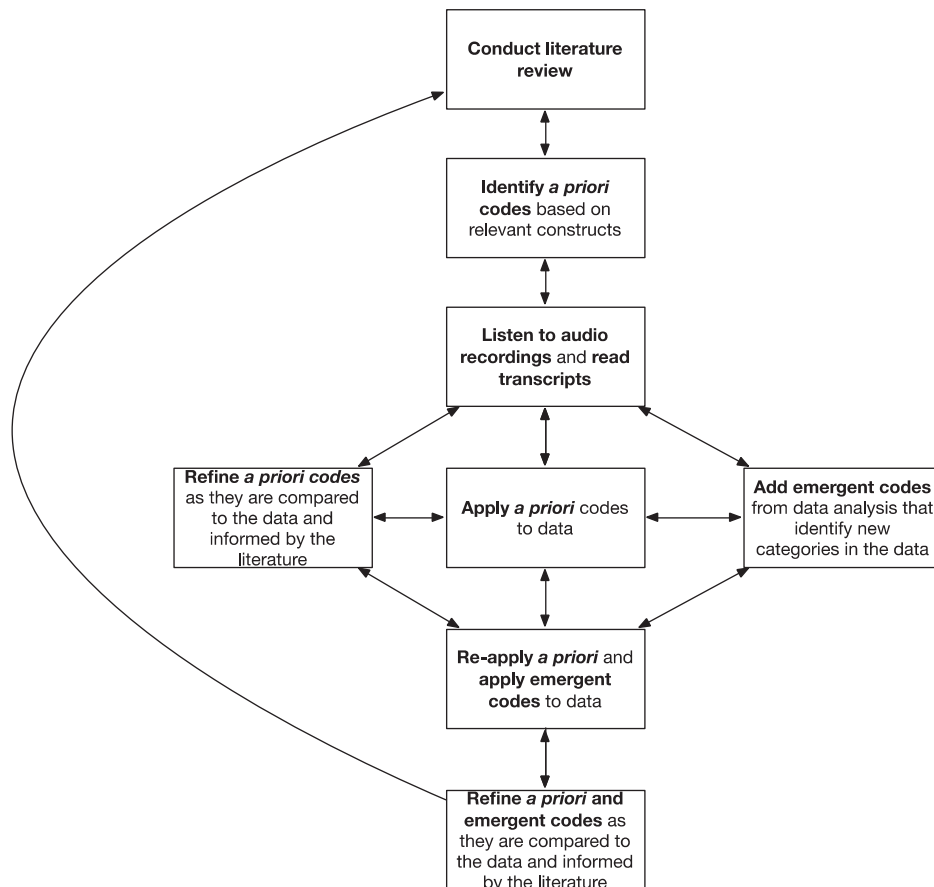 Conduct literature
review
Identify a priori
codes based on
relevant constructs
Listen to audio
recordings and read
transcripts
Refine a priori codes
as they are compared
to the data and
informed by the
literature
Apply a priori codes
to data
Add emergent codes
from data analysis that
identify new
categories in the data
Re-apply a priori and
apply emergent
codes to data
Refine a priori and
emergent codes as
they are compared to
the data and informed
by the literature